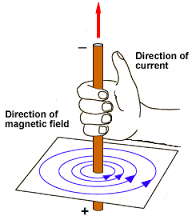 −
Direction of
current
Direction of
magnetic field
+